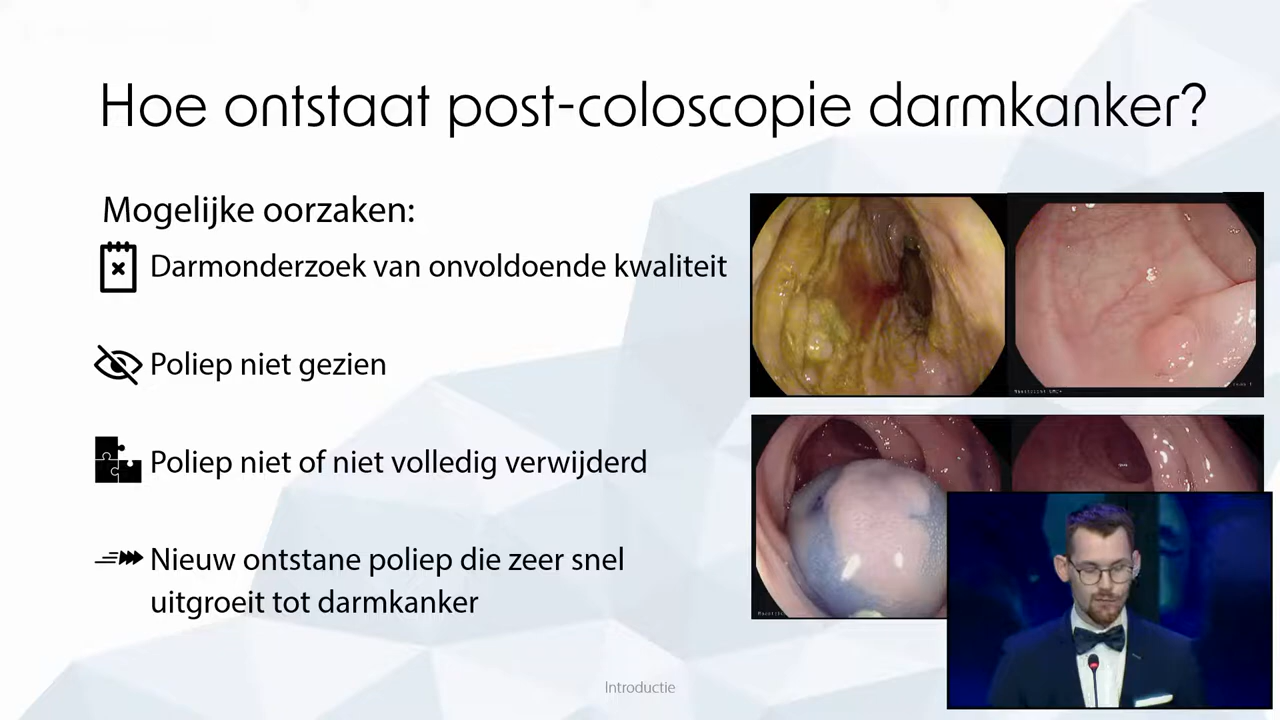 Hoe ontstaat post-coloscopie darmkanker?
Mogelijke oorzaken:
Darmonderzoek van onvoldoende kwaliteit
Poliep niet gezien
Poliep niet of niet volledig verwijderd
Nieuw ontstane poliep die zeer snel
uitgroeit tot darmkanker
Introductie